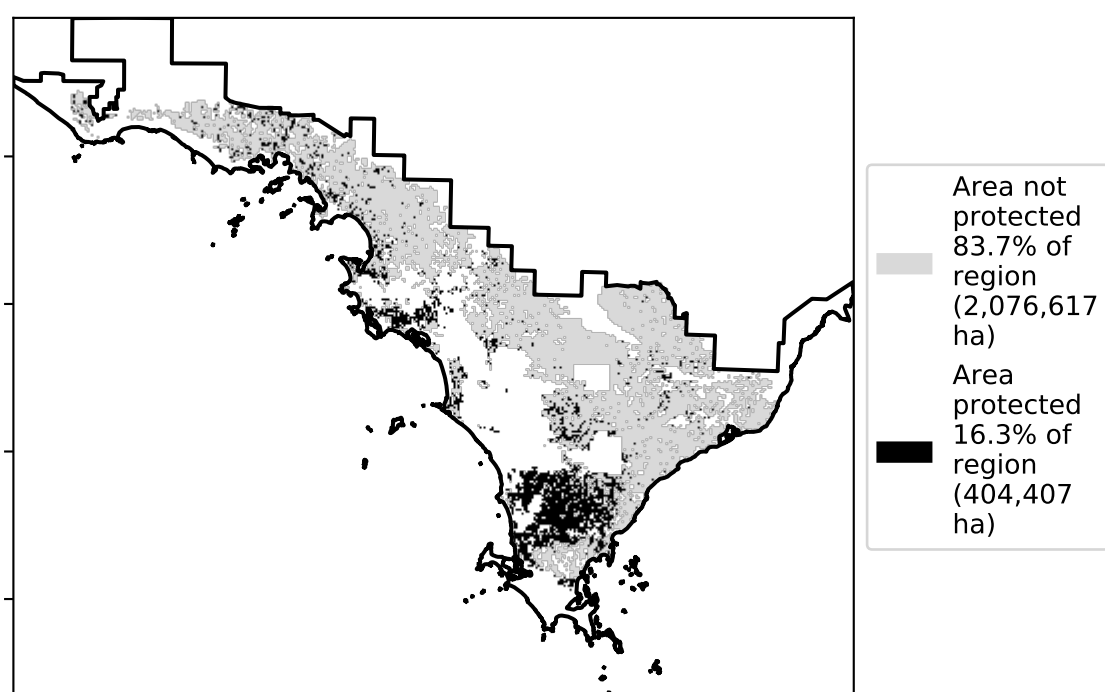 Area not
protected
83.7% of
region
(2,076,617
ha)
Area
protected
16.3% of
region
(404,407
ha)